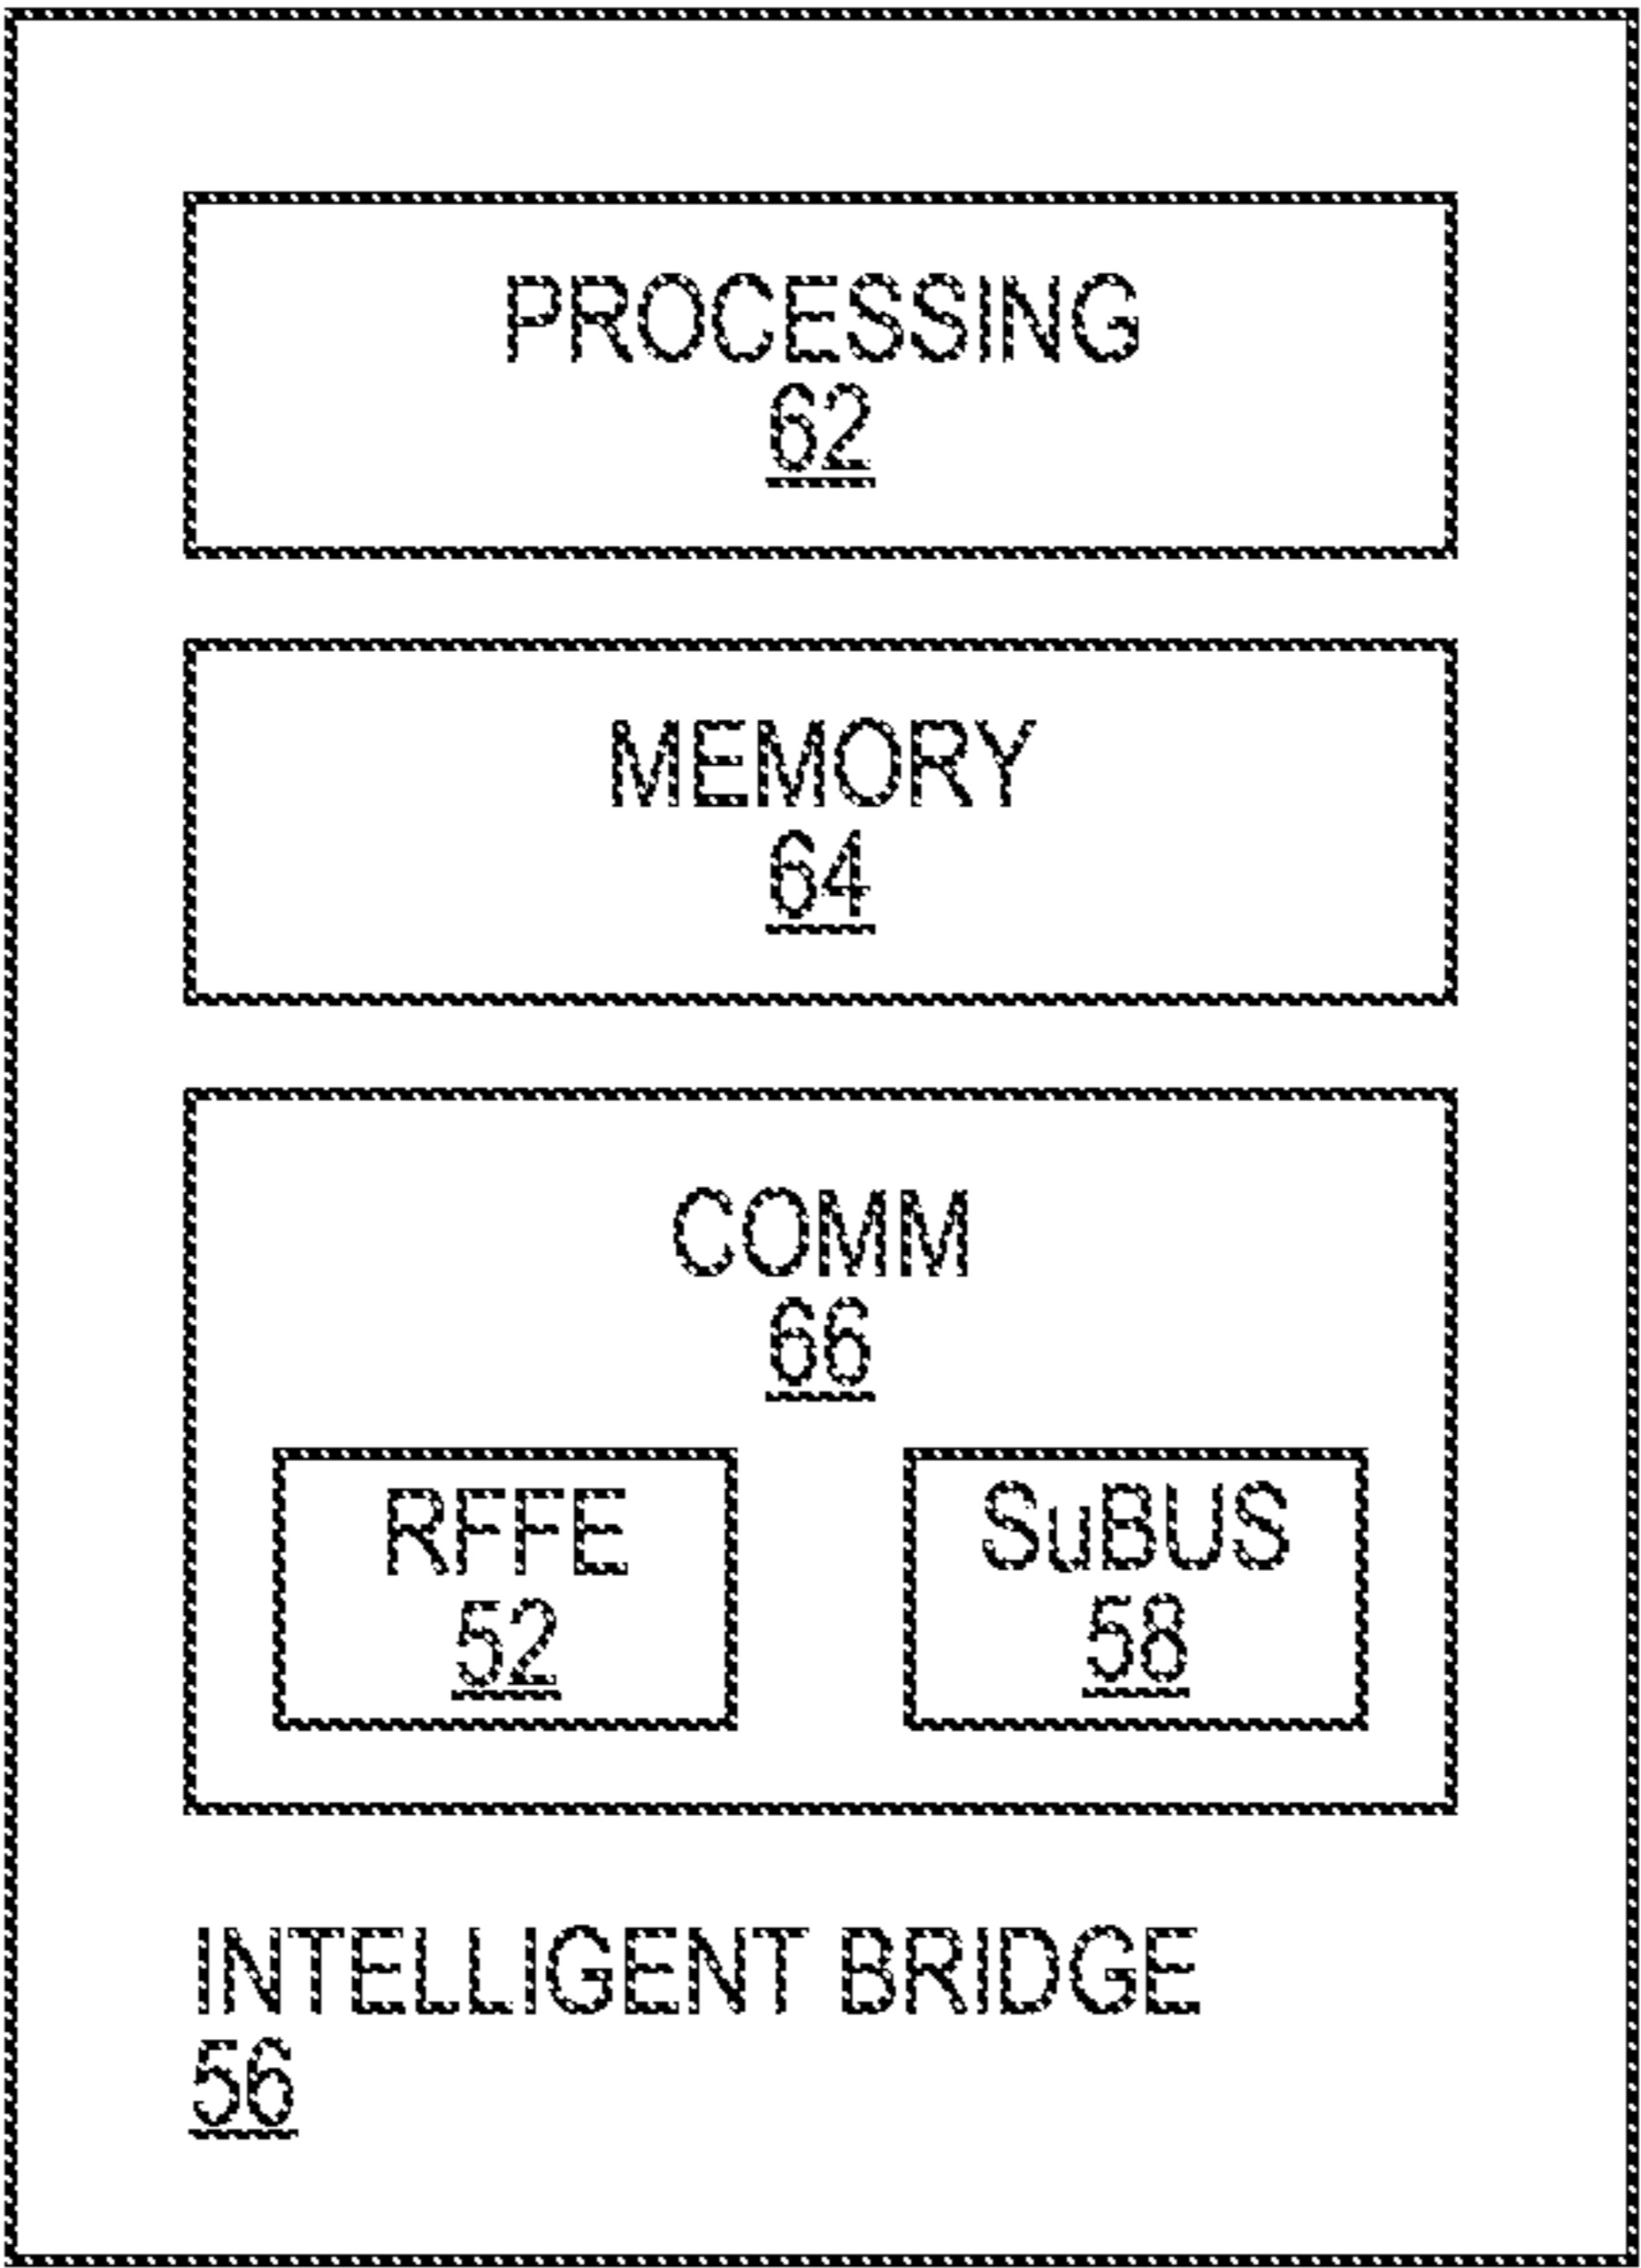 PROCESSING
62
MEMORY
64
COMM
66
RFFE
52
SuBUS
58
INTELLIGENT BRIDGE
56